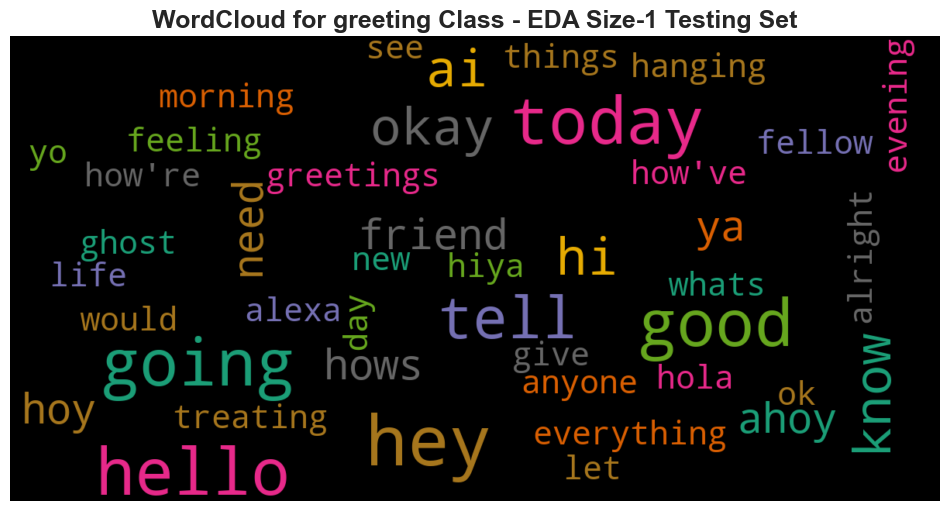 WordCloud for greeting Class - EDA Size-1 Testing Set
see
ai
things
hanging
evening
morning
okay
today
yo
feeling
fellow
how're
greetings
how've
need
ghost
friend
ya
alright
life
new
hiya
hi
whats
would
alexa
day
tell
good
going
hows
give
anyone
hola
know
hoy
treating
hey
everything
ok
ahoy
hello
let